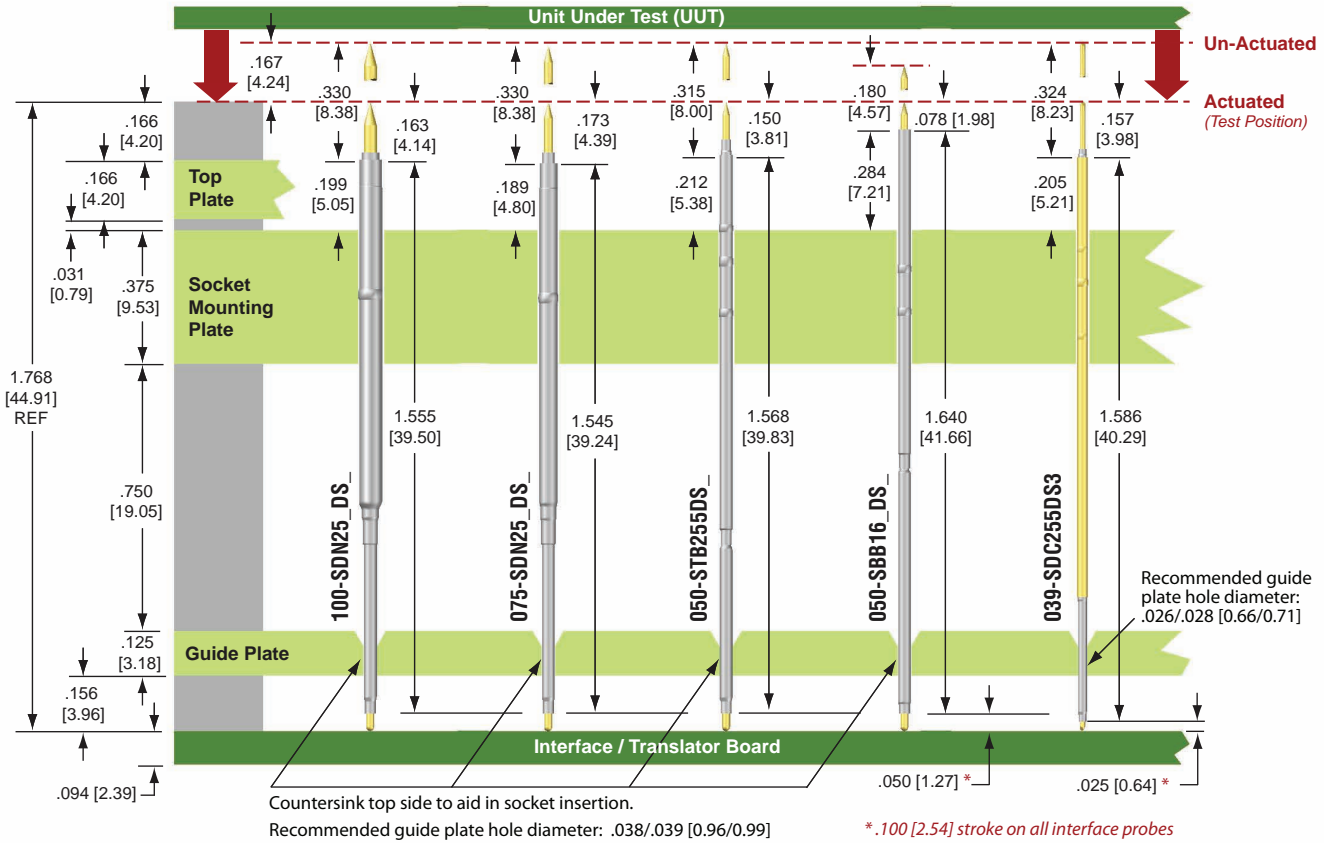 Unit Under Test (UUT)
Un-Actuated
.167
[4.24]
.330
[8.38]
.330
[8.38]
.315
[8.00]
.180
[4.57]
.324
[8.23]
Actuated
(Test Position)
.166
[4.20]
.163
[4.14]
.173
[4.39]
.150
[3.81]
.078 [1.98]
.157
[3.98]
.166
[4.20]
Top
Plate
.199
[5.05]
.189
[4.80]
.212
[5.38]
.284
[7.21]
.205
[5.21]
.031
[0.79]
.375
[9.53]
Socket
Mounting
Plate
1.768
[44.91]
REF
1.555
[39.50]
1.545
[39.24]
1.568
[39.83]
1.640
[41.66]
1.586
[40.29]
.750
[19.05]
100-SDN25_DS_
075-SDN25_DS_
050-STB255DS_
050-SBB16_DS_
039-SDC255DS3
Recommended guide
plate hole diameter:
.026/.028 [0.66/0.71]
.125
[3.18]
Guide Plate
.156
[3.96]
Interface / Translator Board
.094 [2.39]
.050 [1.27] *
.025 [0.64] *
Countersink top side to aid in socket insertion.
Recommended guide plate hole diameter: .038/.039 [0.96/0.99]
* .100 [2.54] stroke on all interface probes